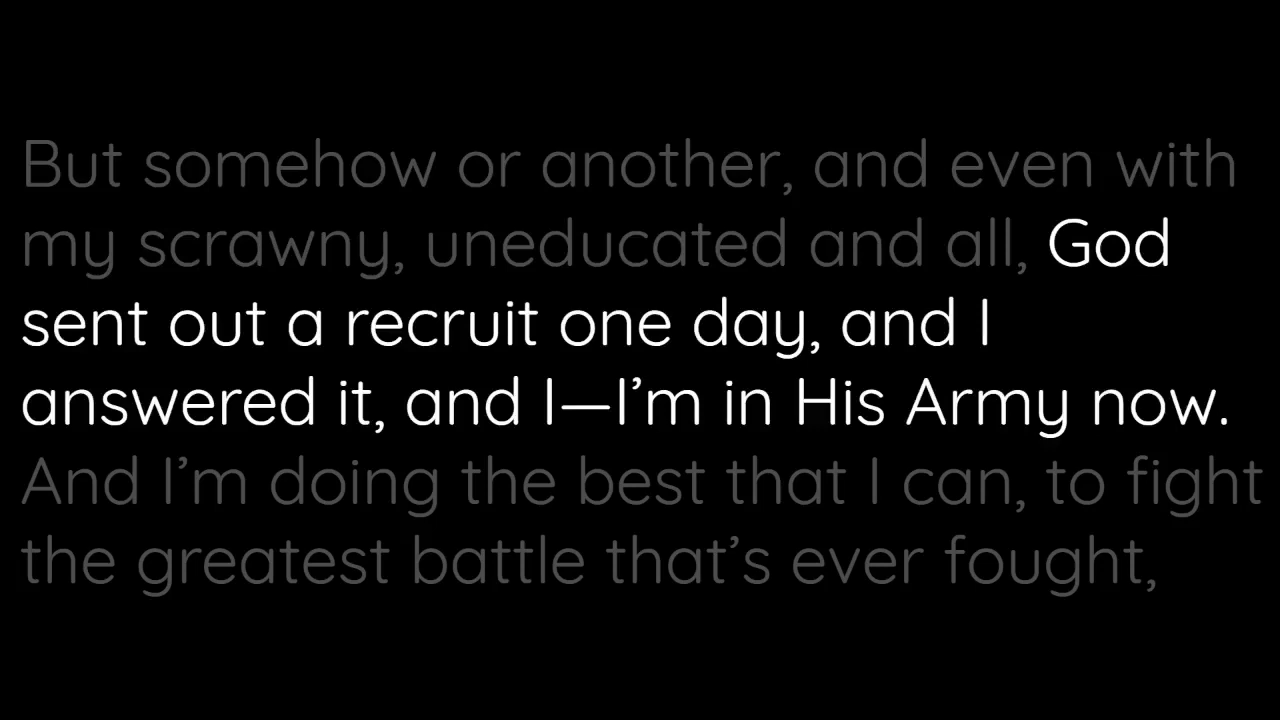 But somehow or another, and even with
my scrawny, uneducated and all, God
sent out a recruit one day, and I
answered it, and I—I’m in His Army now.
And I’m doing the best that I can, to fight
the greatest battle that’s ever fought,